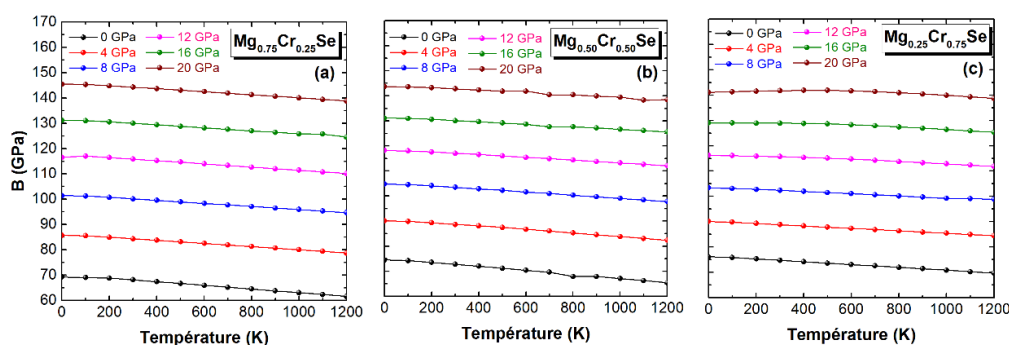 170
160
150
140
130
120
110
100
90
80
70
60
B (GPa)
0 GPa 12 GPa
4 GPa 16 GPa
8 GPa 20 GPa
Mg0.75Cr0.25Se
(a)
0 200 400 600 800 1000 1200
Température (K)
0 GPa 12 GPa
4 GPa 16 GPa
8 GPa 20 GPa
Mg0.50Cr0.50Se
(b)
0 200 400 600 800 1000 1200
Température (K)
0 GPa 12 GPa
4 GPa 16 GPa
8 GPa 20 GPa
Mg0.25Cr0.75Se
(c)
0 200 400 600 800 1000 1200
Température (K)